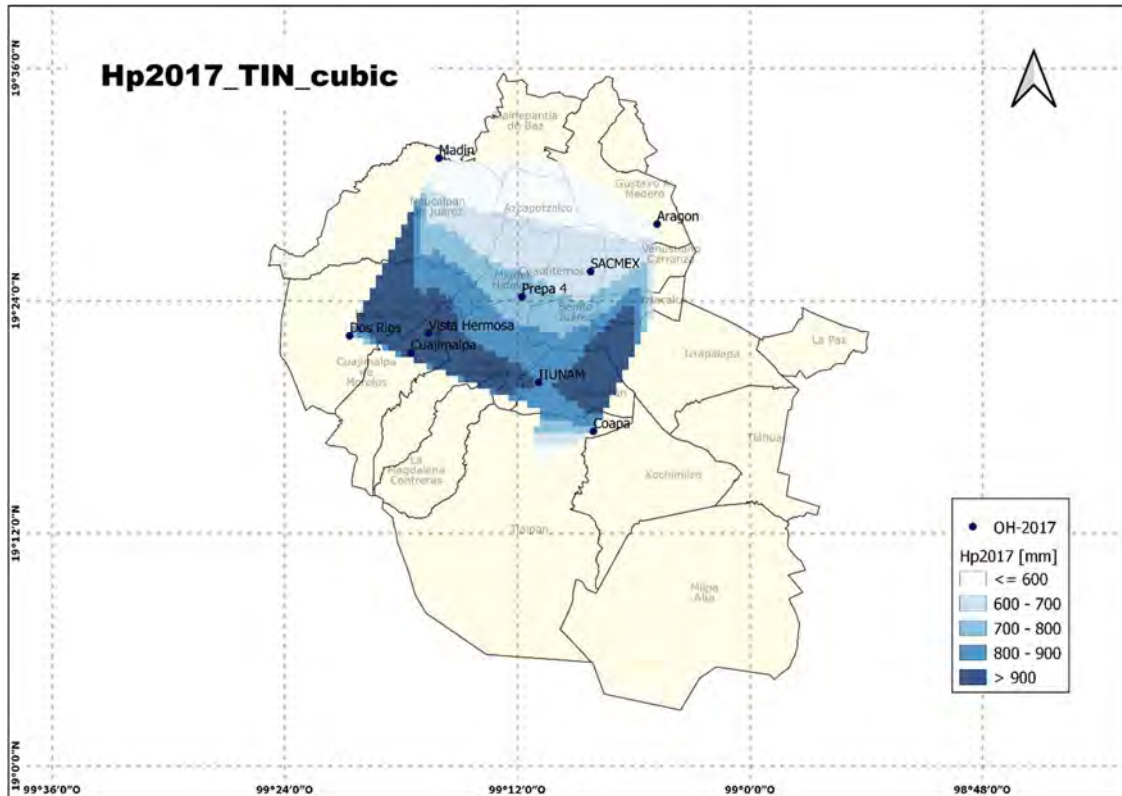 Hp2017_TIN_cubic
19°36'0"N
19°24'0"N
19°12'0"N
19°0'0"N
de Baz
Madin
Gustavo A.
Madero
Azcapotzalco
Aragon
Venustiano
Carranza
Cuauhtemoc
SACMEX
Prepa 4
Benito
Juárez
Dos Rios
Vista Hermosa
Cuajimalpa
Cuajimalpa
de Morelos
IIUNAM
Iztapalapa
La Paz
Coapa
Tláhuac
Xochimilco
La
Magdalena
Contreras
Tlalpan
Milpa
Alta
OH-2017
Hp2017 [mm]
<= 600
600 - 700
700 - 800
800 - 900
> 900
99°36'0"O
99°24'0"O
99°12'0"O
99°0'0"O
98°48'0"O